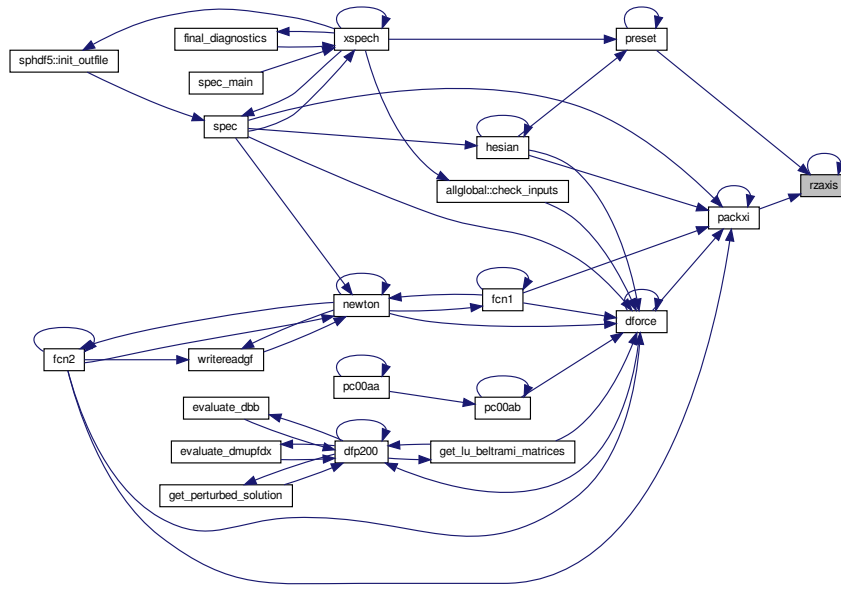 final_diagnostics
xspech
preset
sphdf5::init_outfile
spec_main
spec
hesian
allglobal::check_inputs
rzaxis
packxi
newton
fcn1
dforce
fcn2
writereadgf
pc00aa
pc00ab
evaluate_dbb
evaluate_dmupfdx
dfp200
get_lu_beltrami_matrices
get_perturbed_solution